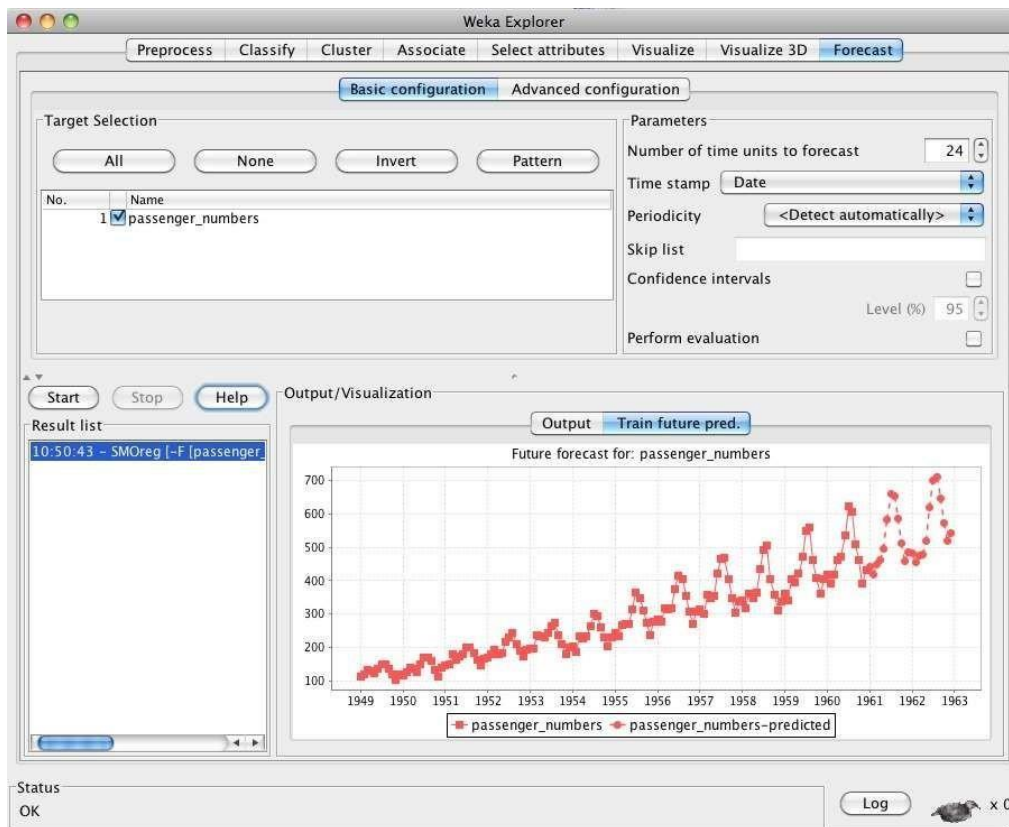 Weka Explorer
Preprocess Classify Cluster Associate Select attributes Visualize Visualize 3D Forecast
Basic configuration Advanced configuration
Target Selection
All None Invert Pattern
No. Name
1 passenger_numbers
Parameters
Number of time units to forecast 24
Time stamp Date
Periodicity <Detect automatically>
Skip list
Confidence intervals
Level (%) 95
Perform evaluation
Start Stop Help
Result list
10:50:43 - SMOreg [-F [passenger_
Output/Visualization
Output Train future pred.
Future forecast for: passenger_numbers
700
600
500
400
300
200
100
1949 1950 1951 1952 1953 1954 1955 1956 1957 1958 1959 1960 1961 1962 1963
passenger_numbers passenger_numbers-predicted
Status
OK
Log
x 0